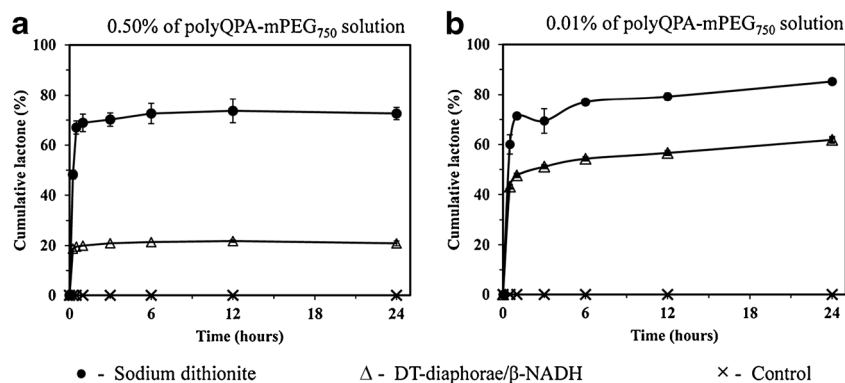 a
0.50% of polyQPA-mPEG750 solution
100
80
60
40
20
0
Cumulative lactone (%)
0 6 12 18 24
Time (hours)
b
0.01% of polyQPA-mPEG750 solution
100
80
60
40
20
0
Cumulative lactone (%)
0 6 12 18 24
Time (hours)
● - Sodium dithionite
Δ - DT-diaphorae/β-NADH
× - Control